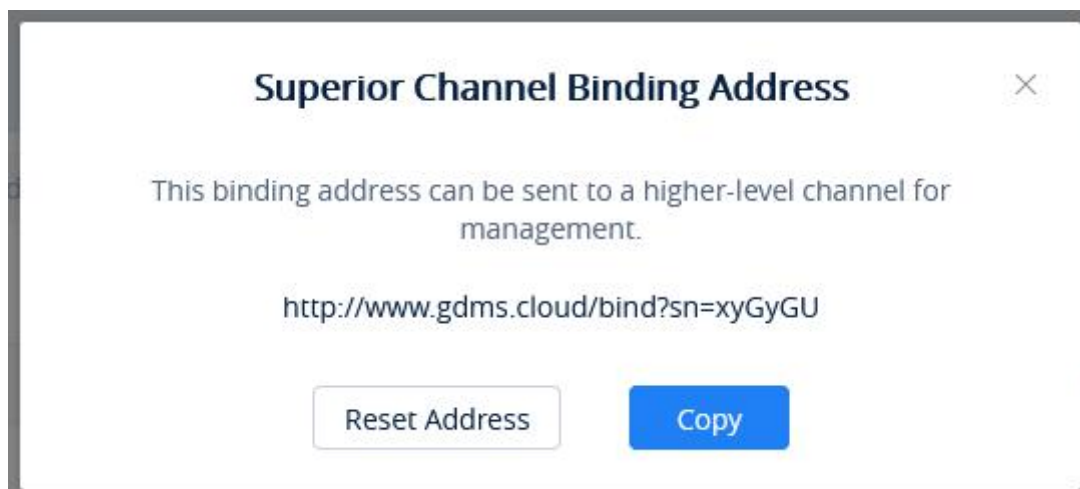 Superior Channel Binding Address
This binding address can be sent to a higher-level channel for
management.
http://www.gdms.cloud/bind?sn=xyGyGU
Reset Address
Copy